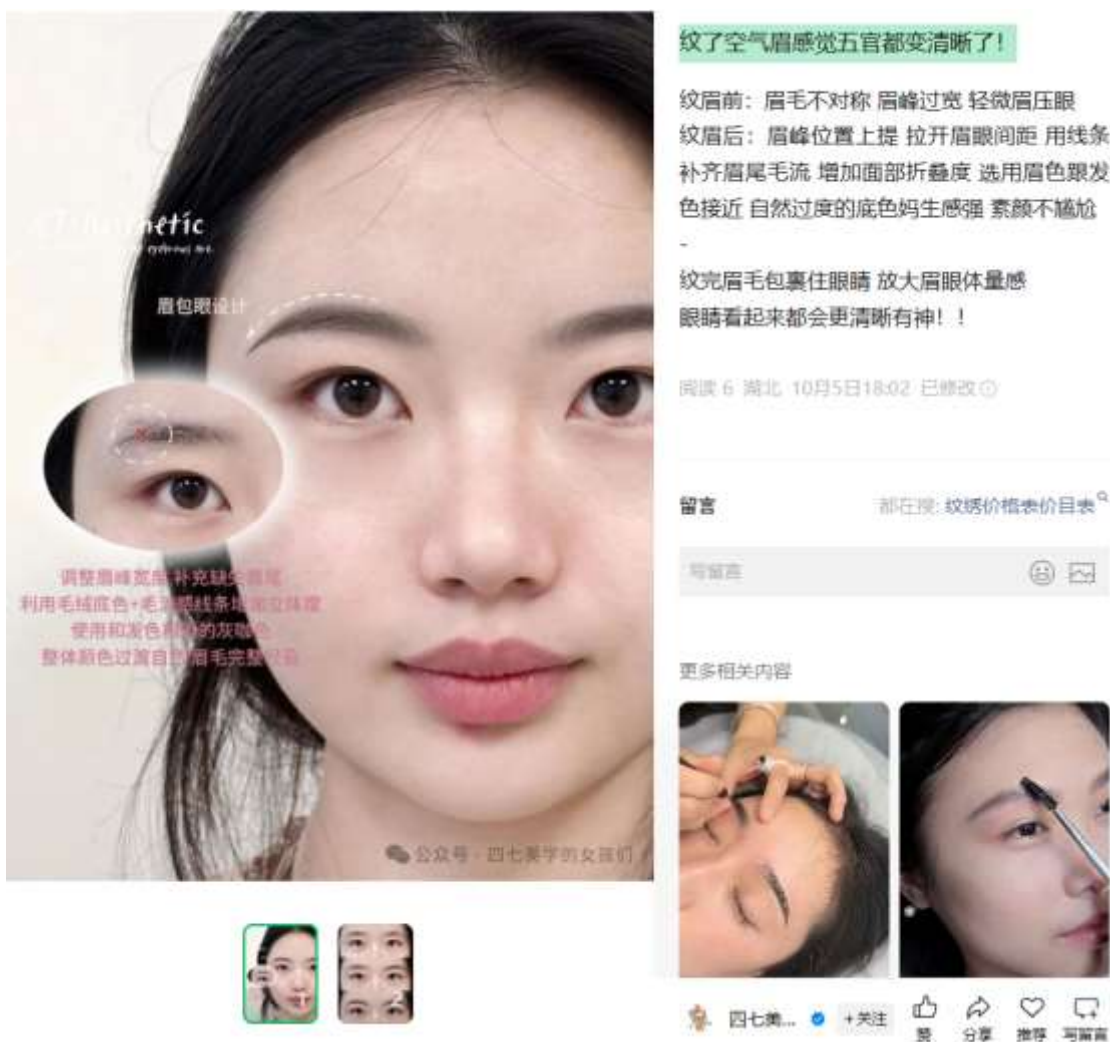 眉包眼设计
公众号 · 四七美学的女孩们
纹了空气眉感觉五官都变清晰了!
纹眉前: 眉毛不对称 眉峰过宽 轻微眉压眼
纹眉后: 眉峰位置上提 拉开眉眼间距 用线条
补齐眉尾毛流 增加面部折叠度 选用眉色跟发
色接近 自然过度的底色妈生感强 素颜不尴尬
-
纹完眉毛包裹住眼睛 放大眉眼体量感
眼睛看起来都会更清晰有神! !
阅读 6 湖北 10月5日18:02 已修改
留言
都在搜: 纹绣价格表价目表
写留言
更多相关内容
1
2
四七美...
+关注
赞
分享
推荐
写留言